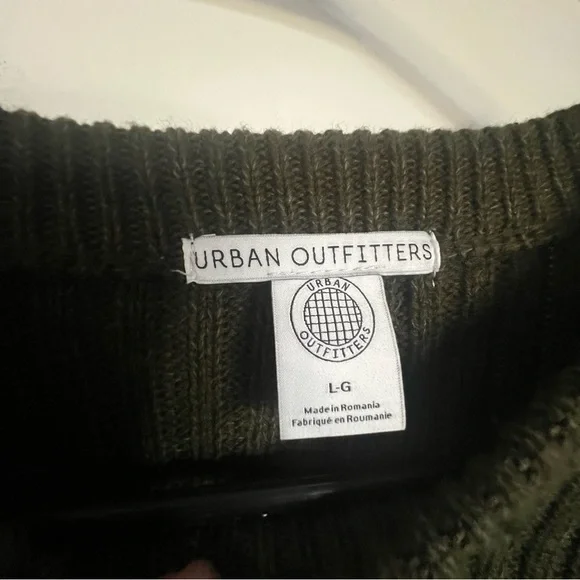 URBAN OUTFITTERS
URBAN
OUTFITTERS
L-G
Made in Romania
Fabriqué en Roumanie